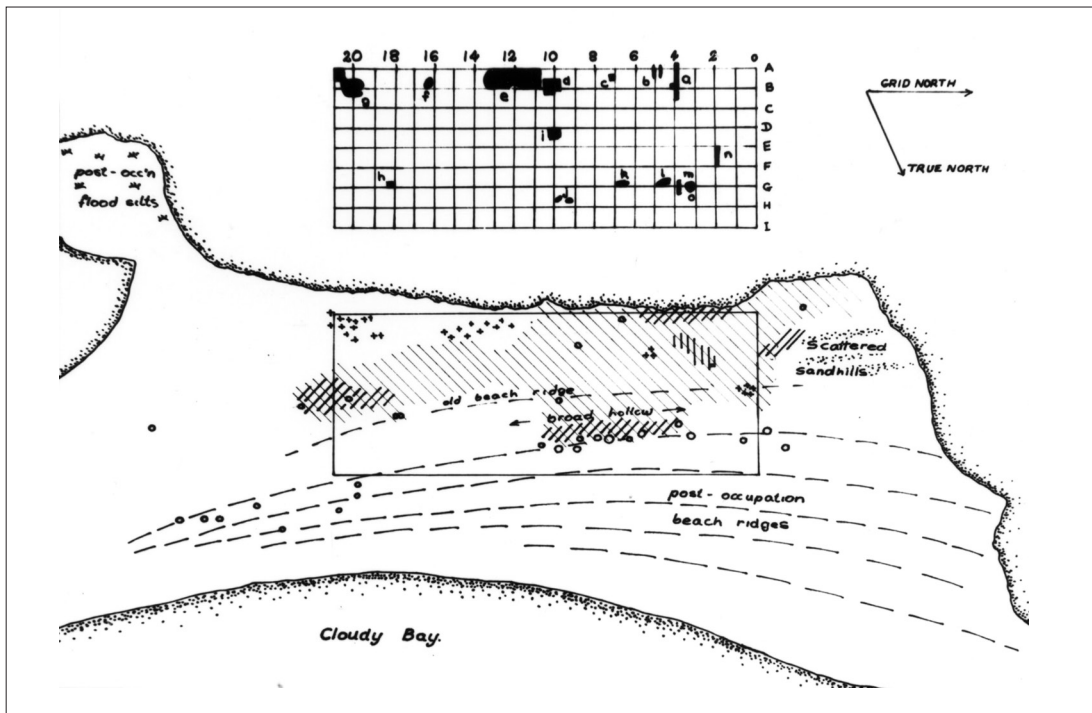 20 18 16 14 12 10 8 6 4 2 0
A
B
C
D
E
F
G
H
I
a
b
c
d
e
f
g
h
i
j
k
l
m
n
o
GRID NORTH
TRUE NORTH
post-occ'n
flood silts
scattered
sandhills
old beach ridge
broad hollow
post-occupation
beach ridges
Cloudy Bay.